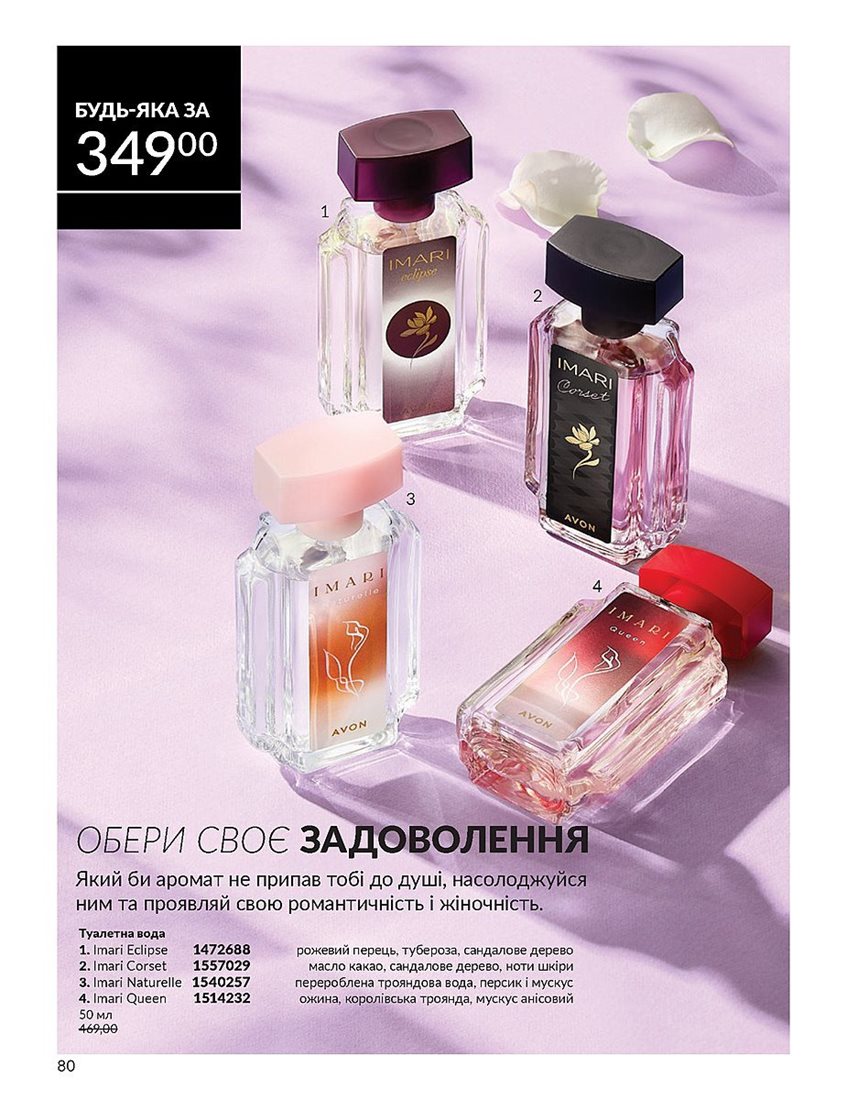 БУДЬ-ЯКА ЗА
349⁰⁰
1
IMARI
eclipse
2
IMARI
Corset
AVON
3
IMARI
AVON
4
IMARI
Queen
AVON
ОБЕРИ СВОЄ ЗАДОВОЛЕННЯ
Який би аромат не припав тобі до душі, насолоджуйся
ним та проявляй свою романтичність і жіночність.
Туалетна вода
1. Imari Eclipse 1472688 рожевий перець, тубероза, сандалове дерево
2. Imari Corset 1557029 масло какао, сандалове дерево, ноти шкіри
3. Imari Naturelle 1540257 перероблена трояндова вода, персик і мускус
4. Imari Queen 1514232 ожина, королівська троянда, мускус анісовий
50 мл
469,00
80